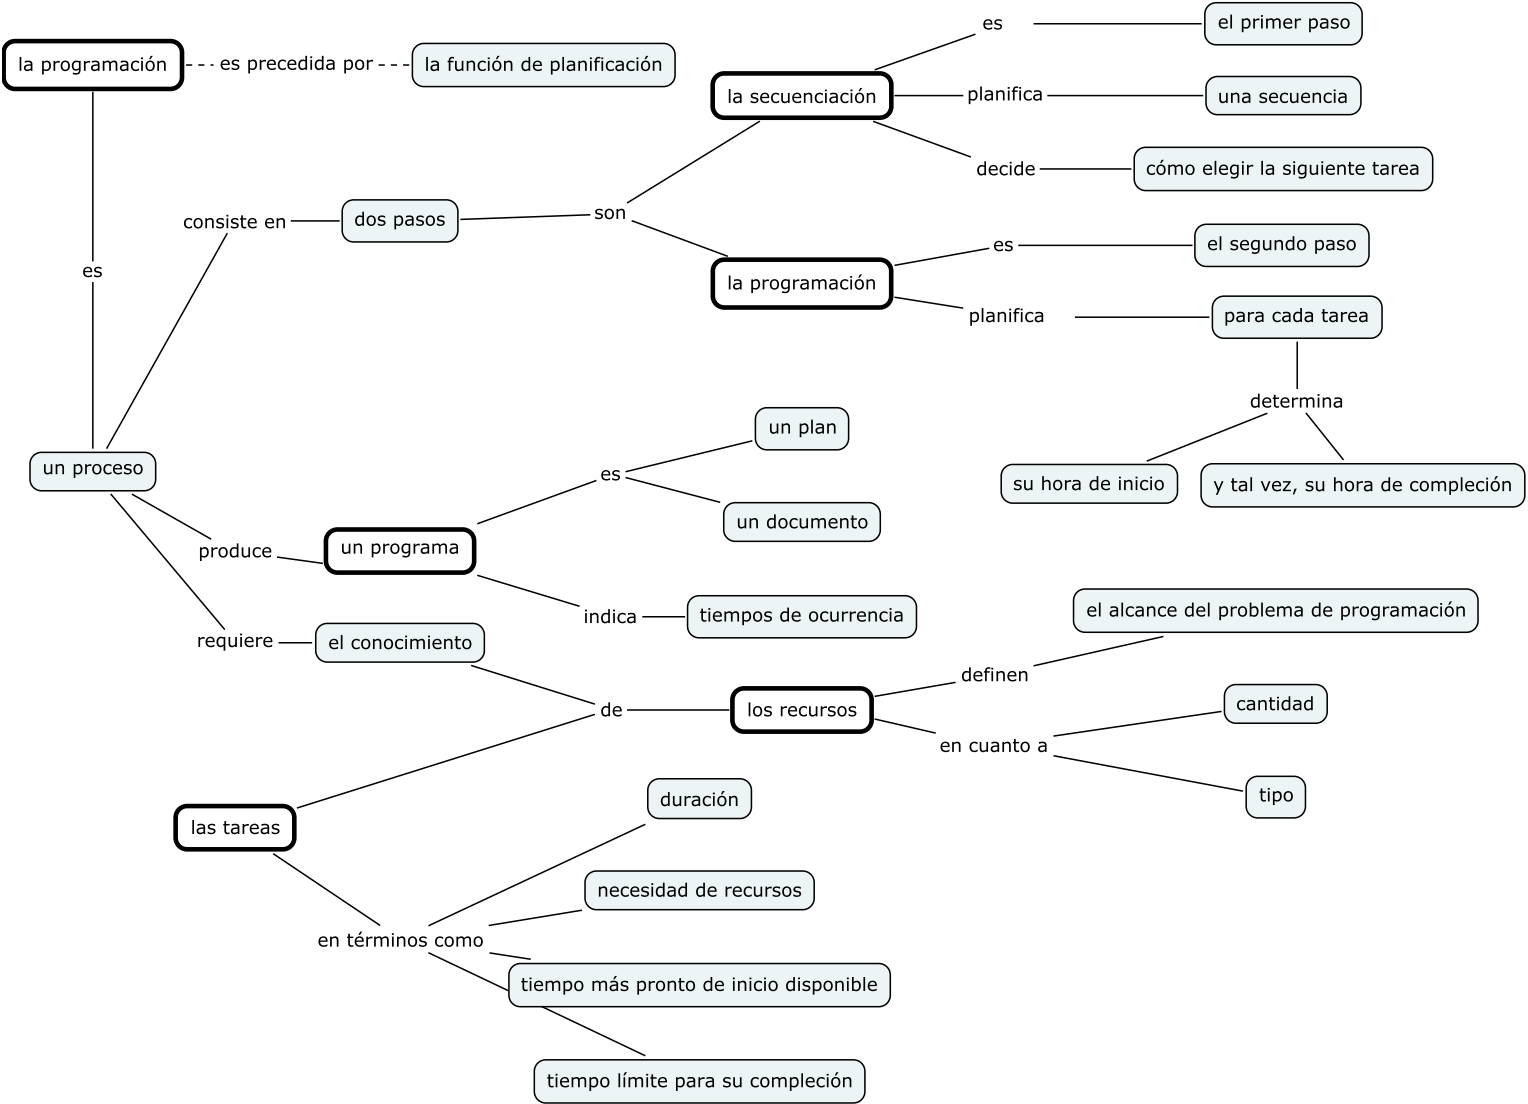 la programación
es precedida por
la función de planificación
es
un proceso
consiste en
dos pasos
son
la secuenciación
es
el primer paso
planifica
una secuencia
decide
cómo elegir la siguiente tarea
la programación
es
el segundo paso
planifica
para cada tarea
determina
su hora de inicio
y tal vez, su hora de compleción
produce
un programa
es
un plan
un documento
indica
tiempos de ocurrencia
requiere
el conocimiento
de
los recursos
definen
el alcance del problema de programación
en cuanto a
cantidad
tipo
las tareas
en términos como
duración
necesidad de recursos
tiempo más pronto de inicio disponible
tiempo límite para su compleción